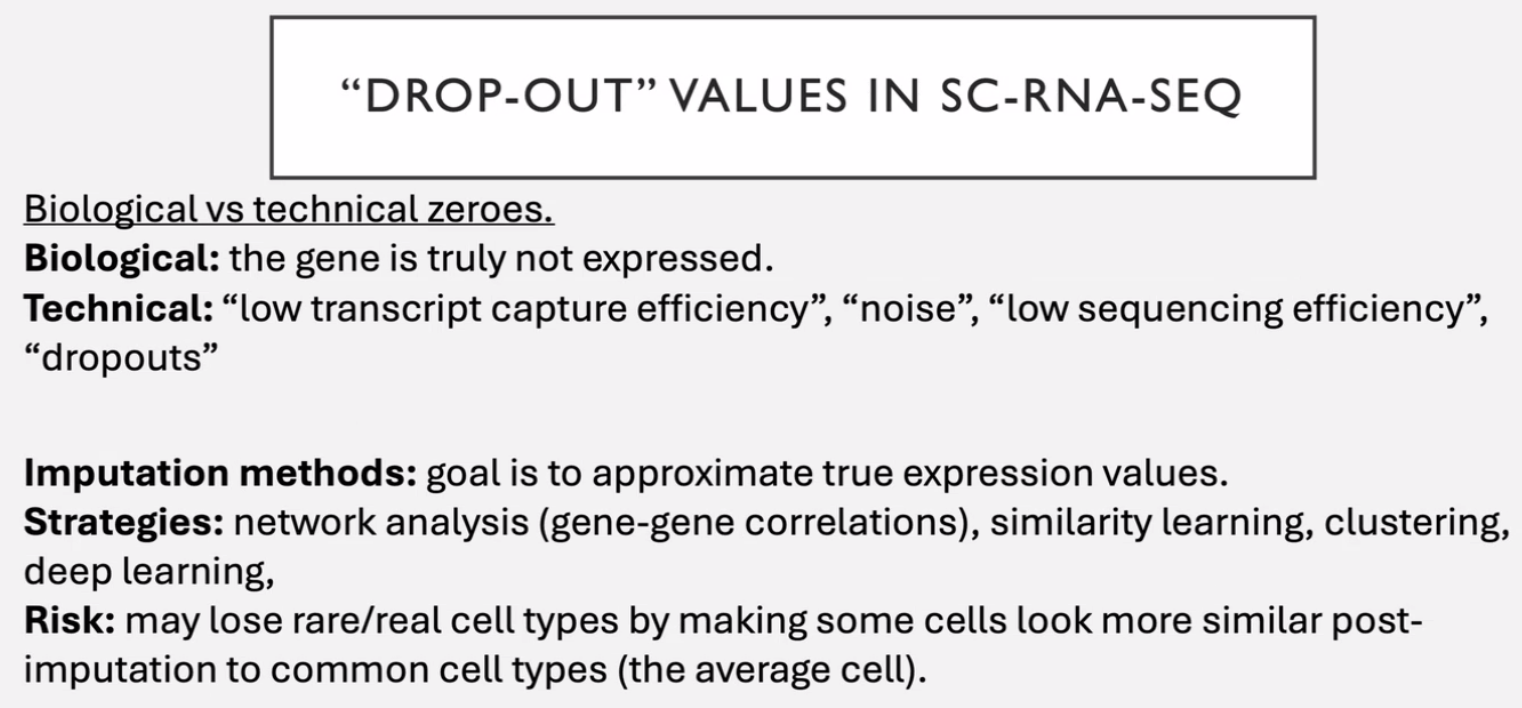 “DROP-OUT” VALUES IN SC-RNA-SEQ
Biological vs technical zeroes.
Biological: the gene is truly not expressed.
Technical: “low transcript capture efficiency”, “noise”, “low sequencing efficiency”,
“dropouts”
Imputation methods: goal is to approximate true expression values.
Strategies: network analysis (gene-gene correlations), similarity learning, clustering,
deep learning,
Risk: may lose rare/real cell types by making some cells look more similar post-
imputation to common cell types (the average cell).